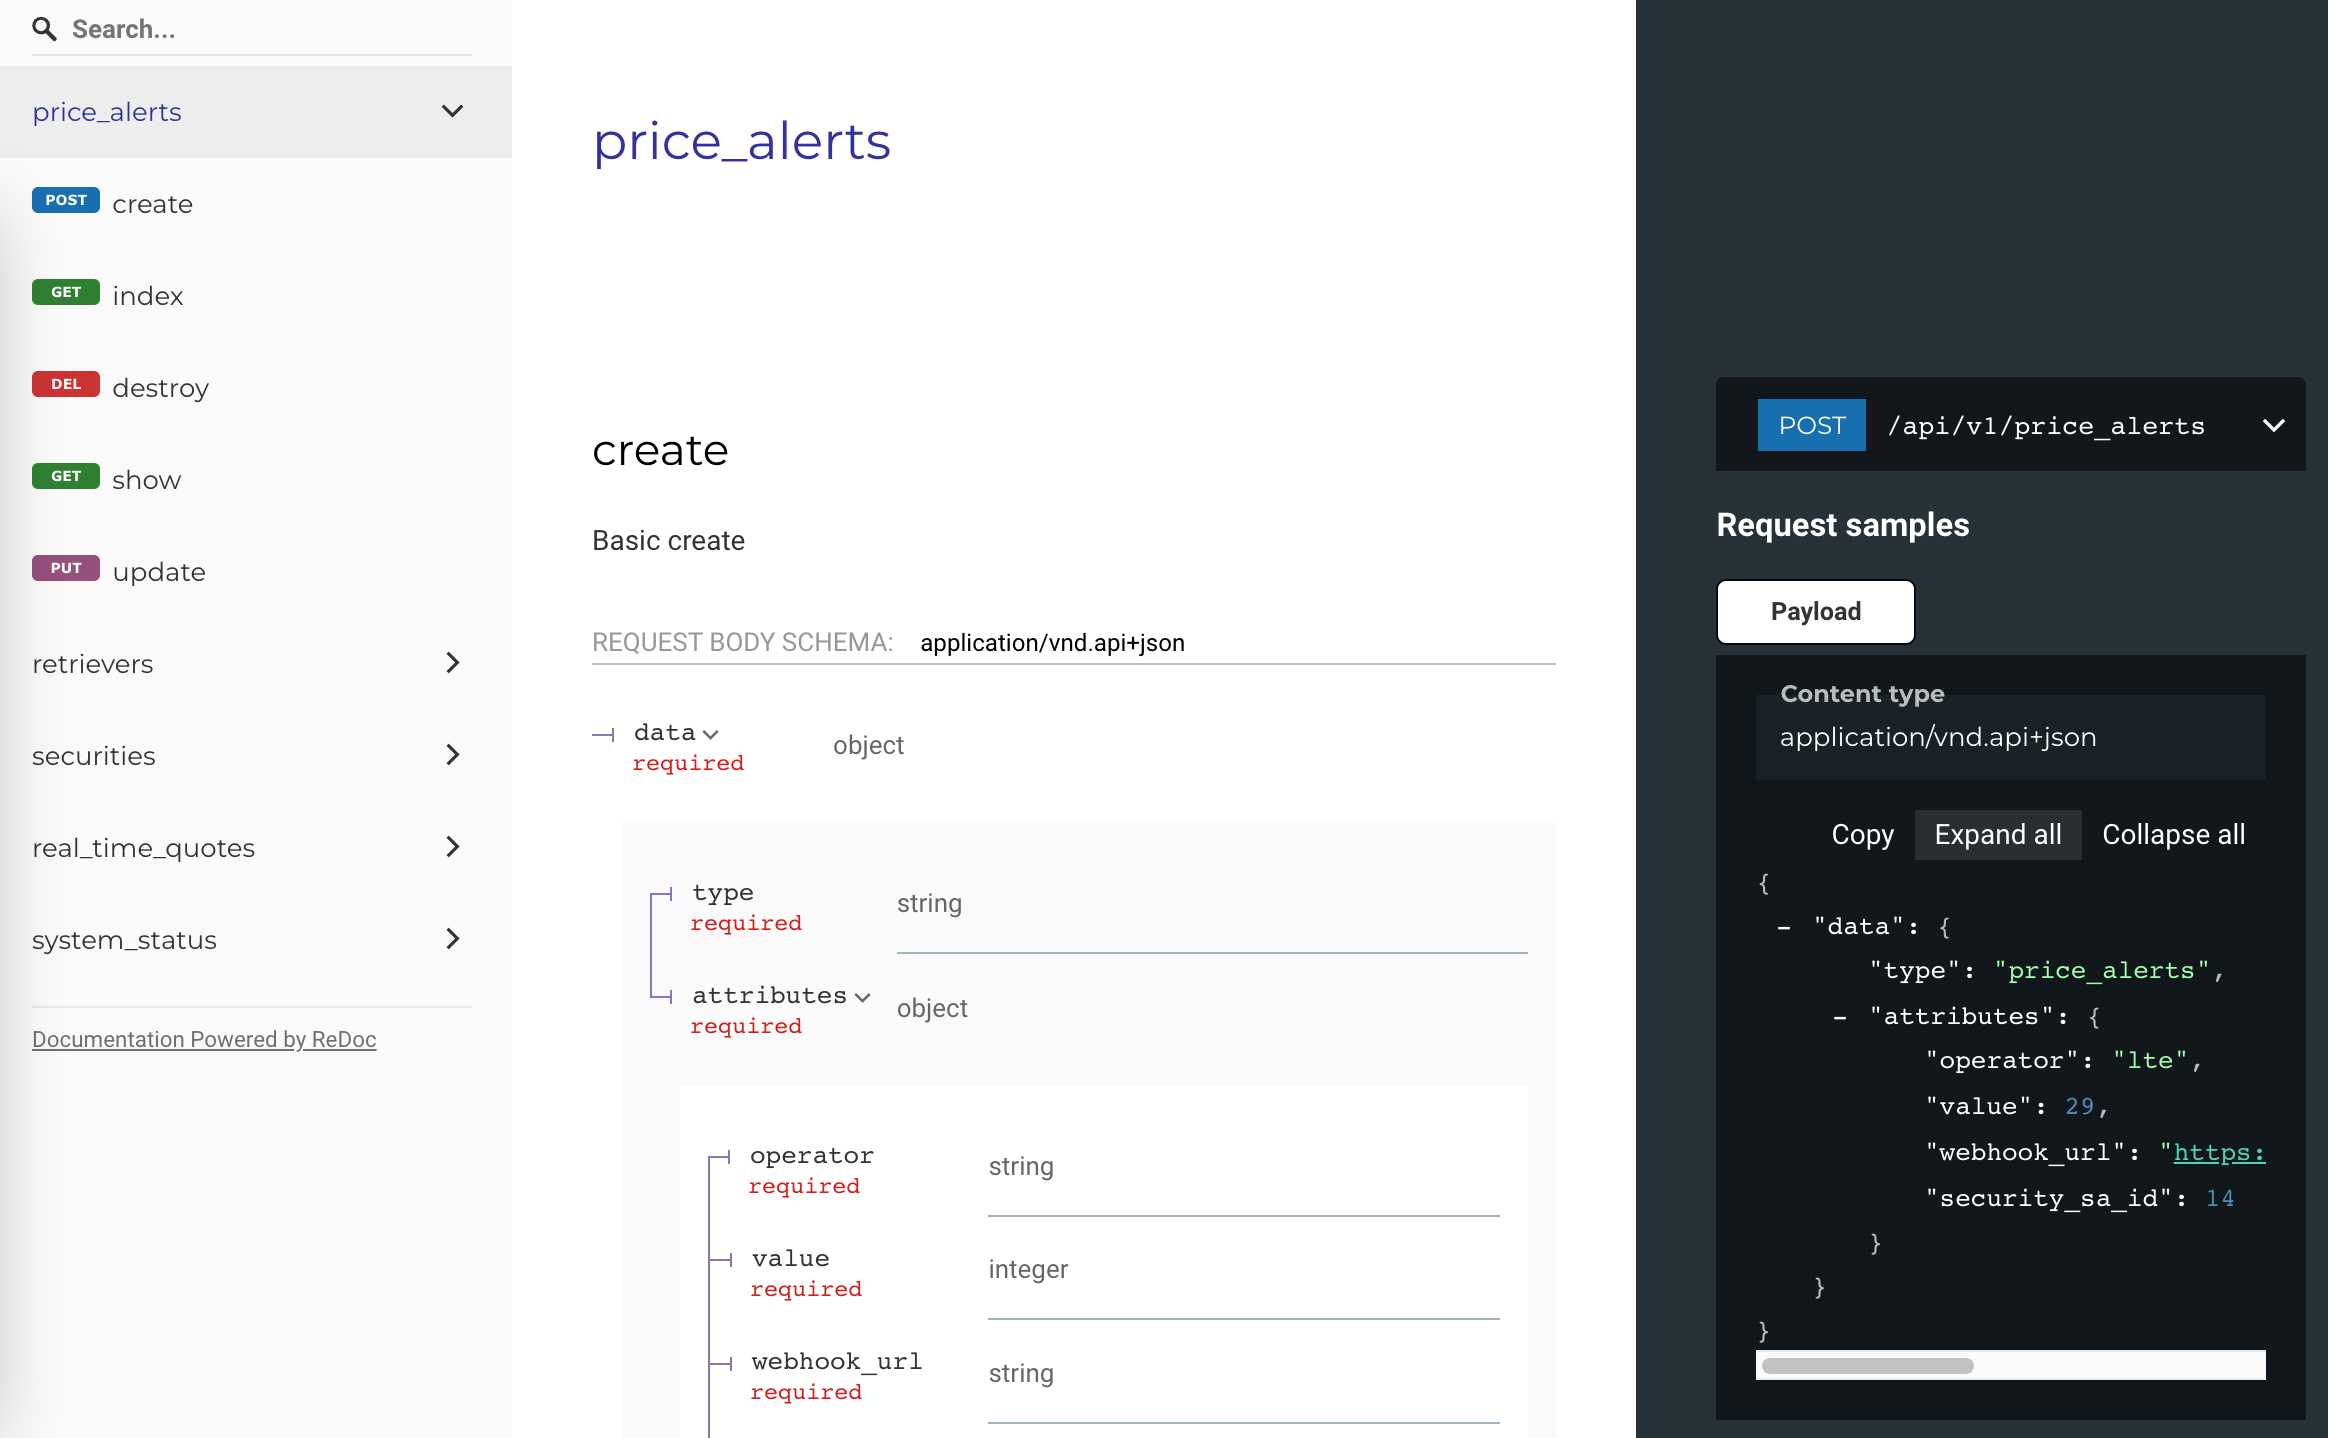 Search...
price_alerts
POST create
GET index
DEL destroy
GET show
PUT update
retrievers
securities
real_time_quotes
system_status
Documentation Powered by ReDoc
price_alerts
create
Basic create
REQUEST BODY SCHEMA: application/vnd.api+json
data object
required
type string
required
attributes object
required
operator string
required
value integer
required
webhook_url string
required
POST /api/v1/price_alerts
Request samples
Payload
Content type
application/vnd.api+json
Copy Expand all Collapse all
{
- "data": {
"type": "price_alerts",
- "attributes": {
"operator": "lte",
"value": 29,
"webhook_url": "https:
"security_sa_id": 14
}
}
}